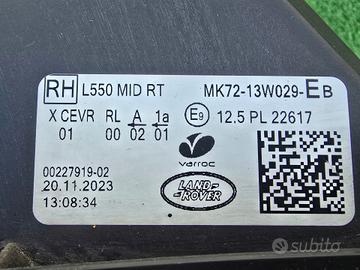 RH L550 MID RT MK72-13W029-EB
X CEVR RL A 1a E9 12.5 PL 22617
01 00 02 01
varroc
00227919-02
20.11.2023
13:08:34
LAND-
ROVER
subito